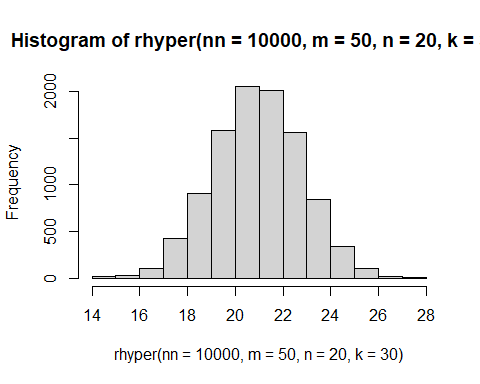 Histogram of rhyper(nn = 10000, m = 50, n = 20, k =
2000
1000
500
0
Frequency
14 16 18 20 22 24 26 28
rhyper(nn = 10000, m = 50, n = 20, k = 30)